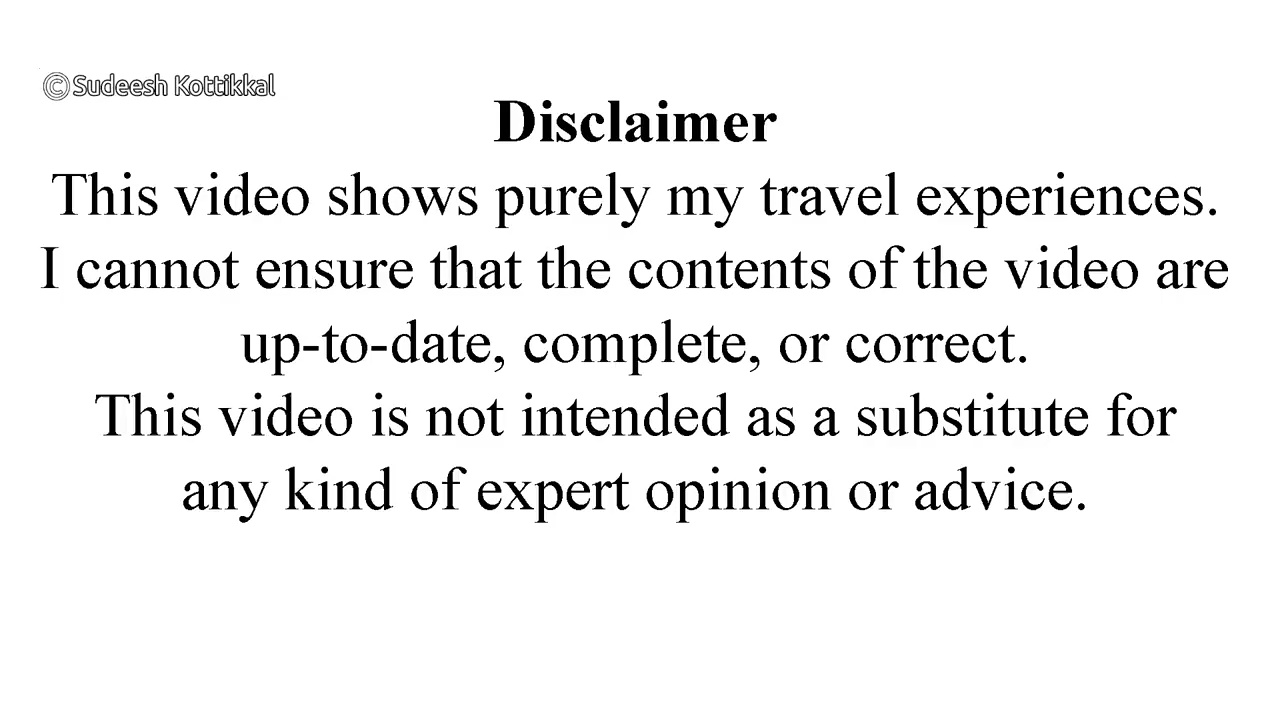 ©Sudeesh Kottikkal
Disclaimer
This video shows purely my travel experiences.
I cannot ensure that the contents of the video are
up-to-date, complete, or correct.
This video is not intended as a substitute for
any kind of expert opinion or advice.